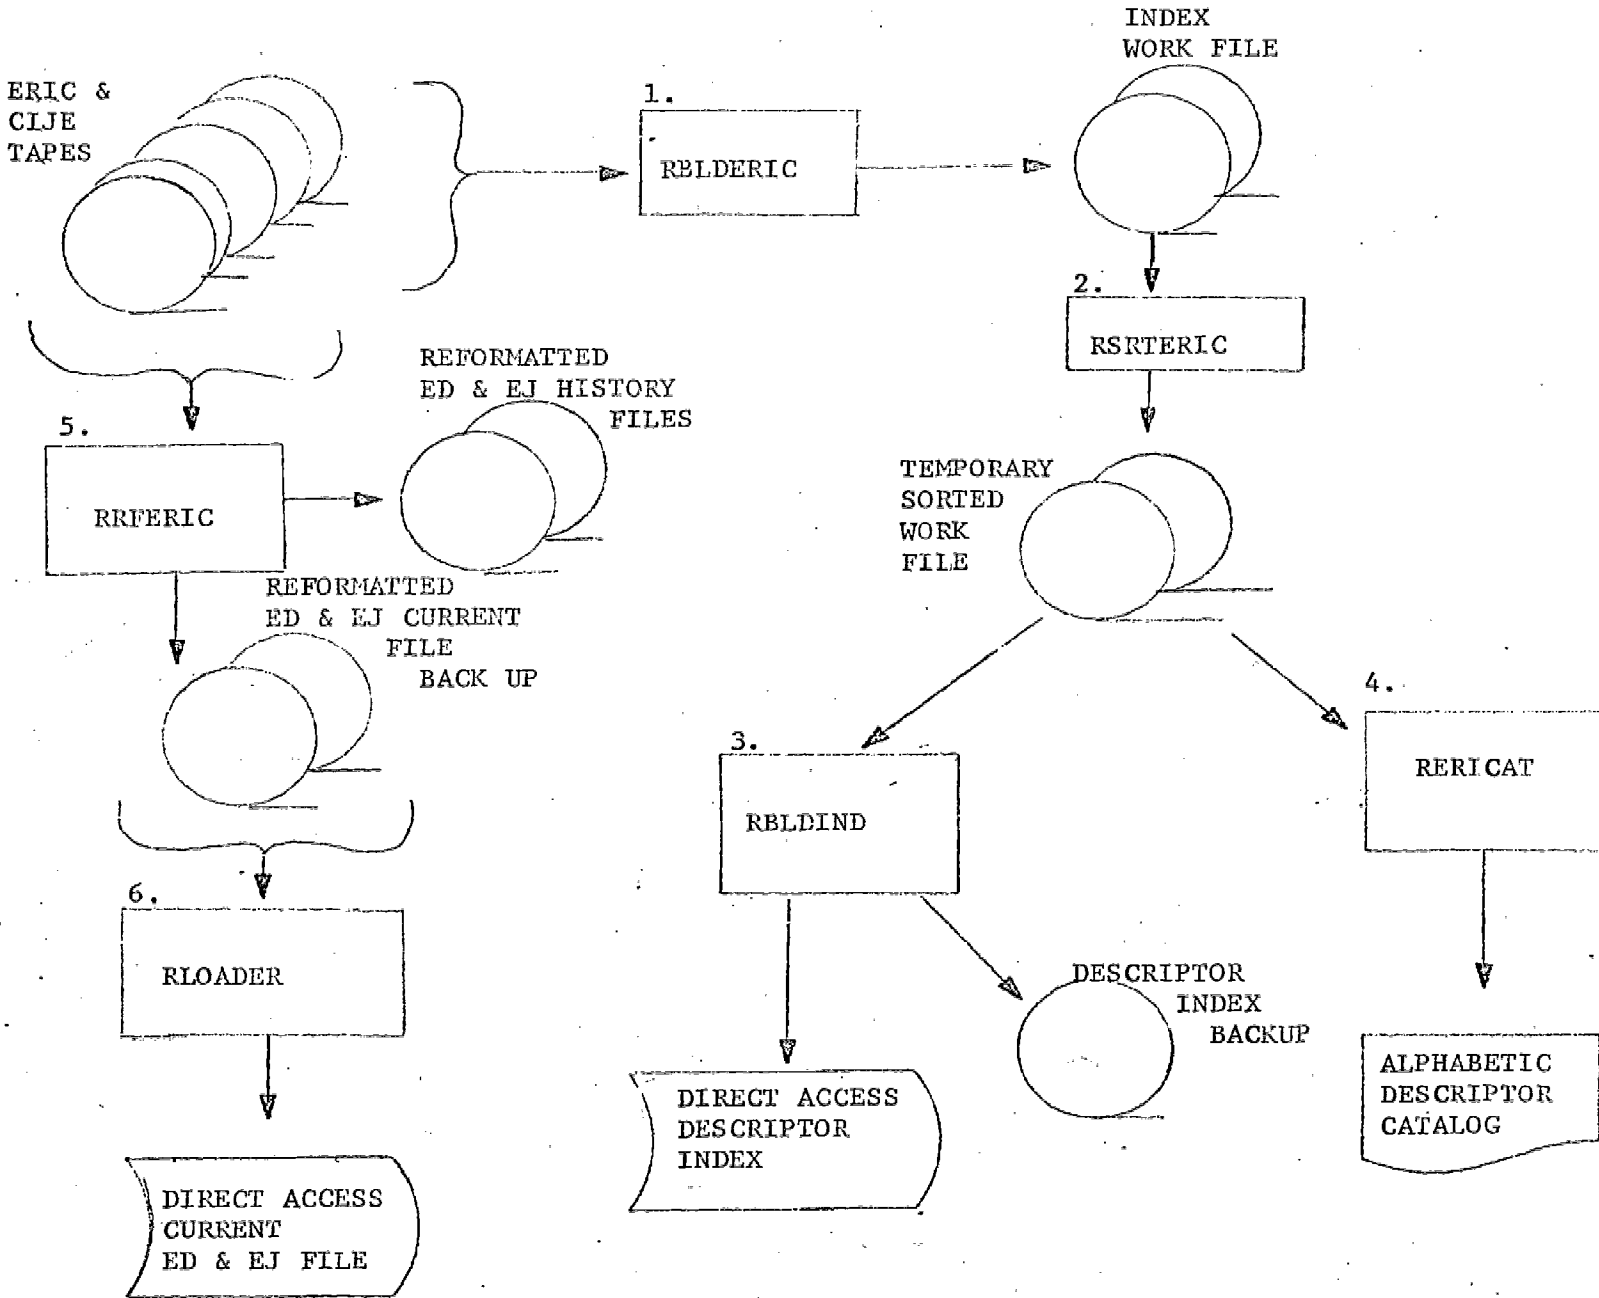 INDEX
WORK FILE
ERIC &
CIJE
TAPES
1.
RBLDERIC
2.
RSRTERIC
REFORMATTED
ED & EJ HISTORY
FILES
5.
RRFERIC
TEMPORARY
SORTED
WORK
FILE
REFORMATTED
ED & EJ CURRENT
FILE
BACK UP
4.
RERICAT
3.
RBLDIND
6.
RLOADER
DESCRIPTOR
INDEX
BACKUP
DIRECT ACCESS
DESCRIPTOR
INDEX
ALPHABETIC
DESCRIPTOR
CATALOG
DIRECT ACCESS
CURRENT
ED & EJ FILE